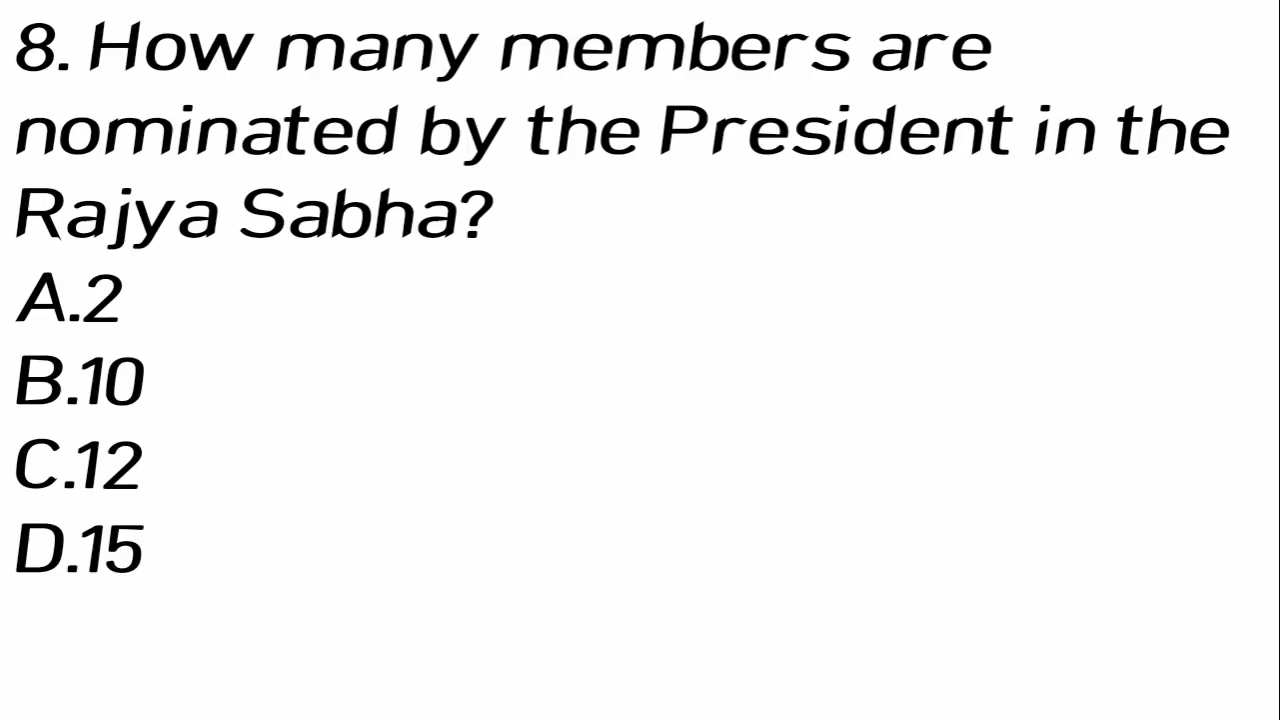 8. How many members are
nominated by the President in the
Rajya Sabha?
A.2
B.10
C.12
D.15